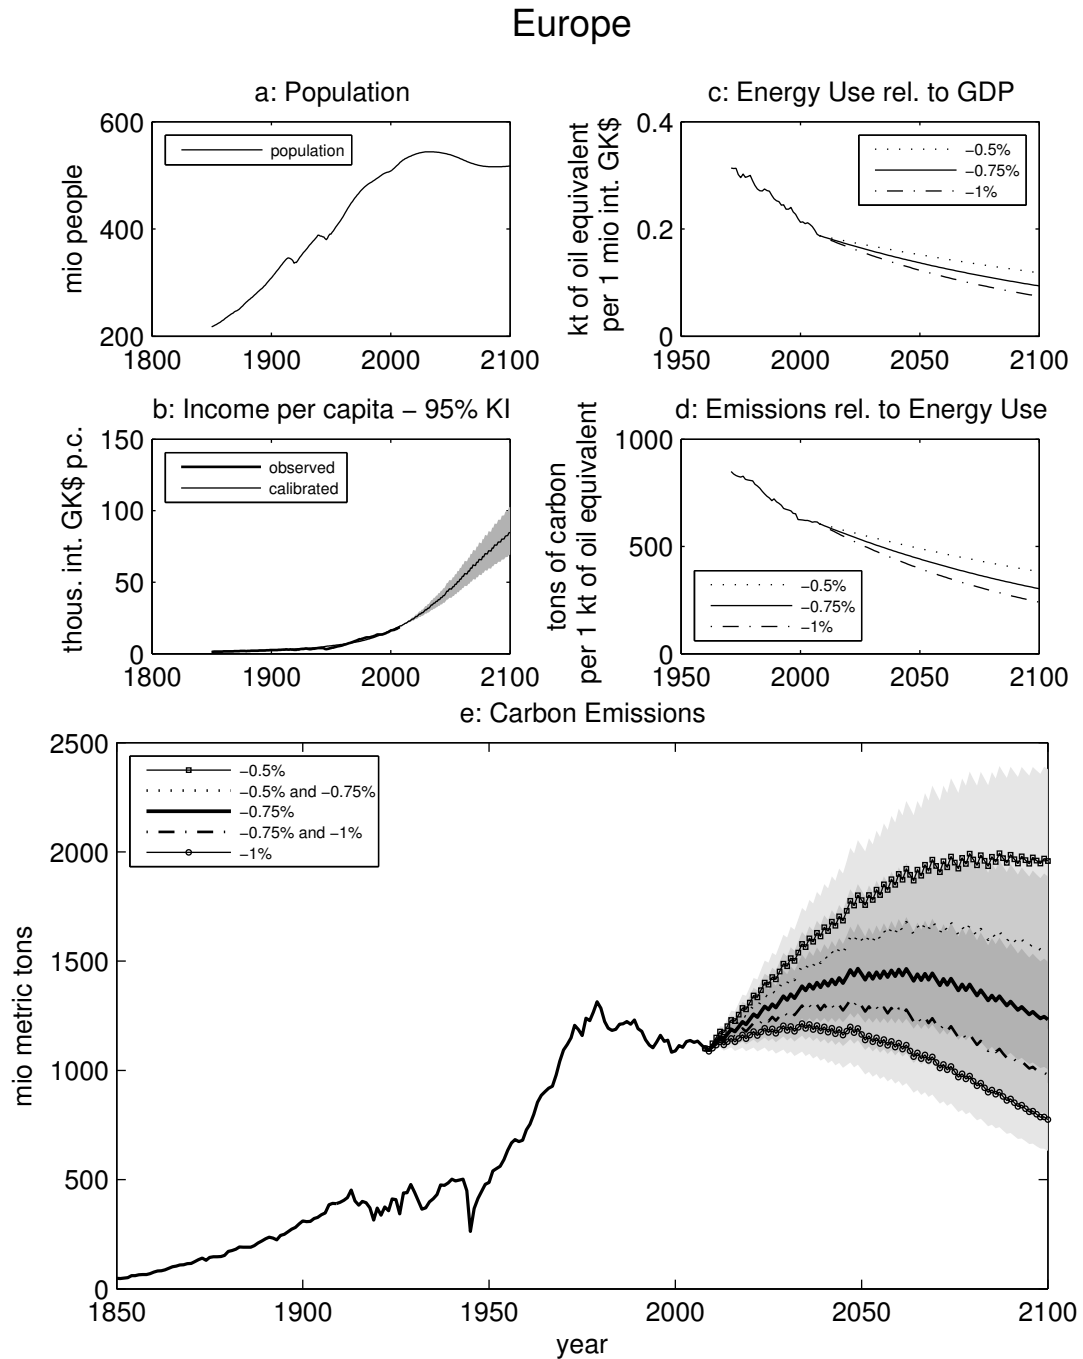 Europe
a: Population
600
400
200
mio people
population
1800
1900
2000
2100
c: Energy Use rel. to GDP
0.4
0.2
0
kt of oil equivalent
per 1 mio int. GK$
−0.5%
−0.75%
−1%
1950
2000
2050
2100
b: Income per capita − 95% KI
150
100
50
0
thous. int. GK$ p.c.
observed
calibrated
1800
1900
2000
2100
d: Emissions rel. to Energy Use
1000
500
0
tons of carbon
per 1 kt of oil equivalent
−0.5%
−0.75%
−1%
1950
2000
2050
2100
e: Carbon Emissions
2500
2000
1500
1000
500
0
mio metric tons
−0.5%
−0.5% and −0.75%
−0.75%
−0.75% and −1%
−1%
1850
1900
1950
2000
2050
2100
year